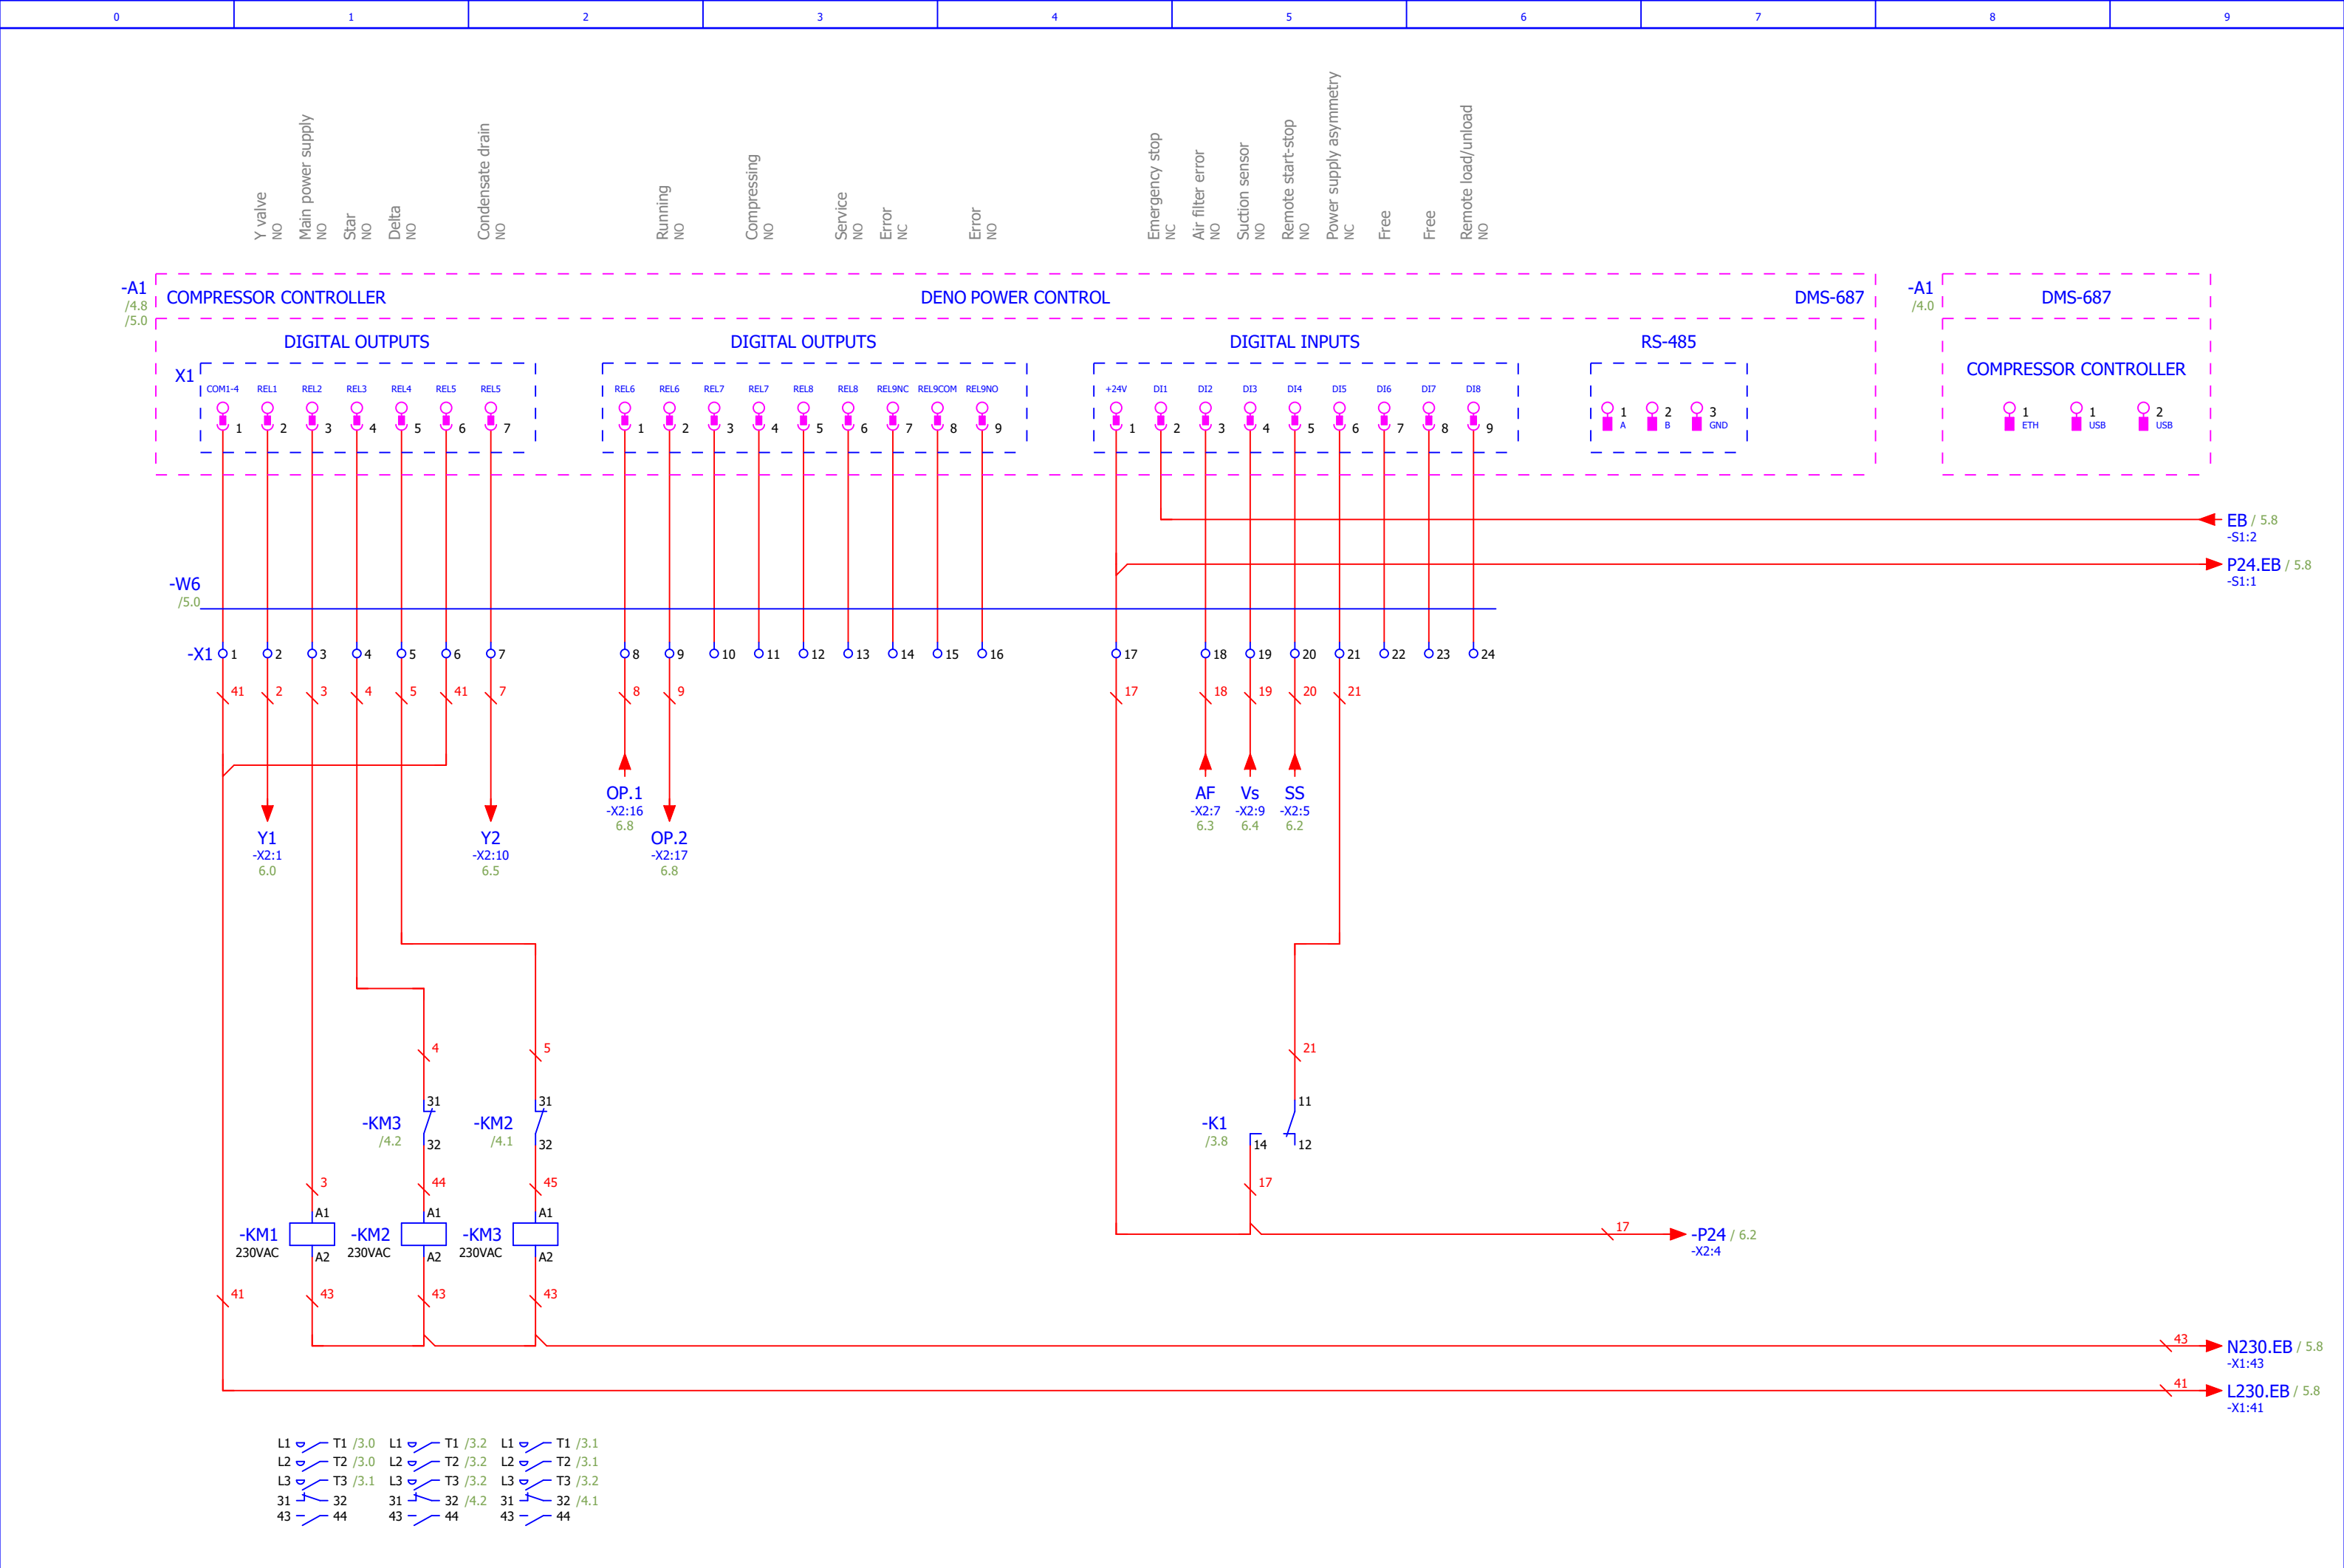 0 1 2 3 4 5 6 7 8 9
Y valve
NO
Main power supply
NO
Star
NO
Delta
NO
Condensate drain
NO
Running
NO
Compressing
NO
Service
NO
Error
NC
Error
NO
Emergency stop
NC
Air filter error
NO
Suction sensor
NO
Remote start-stop
NO
Power supply asymmetry
NC
Free
Free
Remote load/unload
NO
-A1
/4.8
/5.0
COMPRESSOR CONTROLLER DENO POWER CONTROL DMS-687
-A1
/4.0
DMS-687
COMPRESSOR CONTROLLER
DIGITAL OUTPUTS DIGITAL OUTPUTS DIGITAL INPUTS RS-485
X1
COM1-4 REL1 REL2 REL3 REL4 REL5 REL5
1 2 3 4 5 6 7
REL6 REL6 REL7 REL7 REL8 REL8 REL9NC REL9COM REL9NO
1 2 3 4 5 6 7 8 9
+24V DI1 DI2 DI3 DI4 DI5 DI6 DI7 DI8
1 2 3 4 5 6 7 8 9
1 2 3
A B GND
1 1 2
ETH USB USB
EB / 5.8
-S1:2
P24.EB / 5.8
-S1:1
-W6
/5.0
-X1 1 2 3 4 5 6 7 8 9 10 11 12 13 14 15 16 17 18 19 20 21 22 23 24
41 2 3 4 5 41 7 8 9 17 18 19 20 21
Y1
-X2:1
6.0
Y2
-X2:10
6.5
OP.1
-X2:16
6.8
OP.2
-X2:17
6.8
AF
-X2:7
6.3
Vs
-X2:9
6.4
SS
-X2:5
6.2
4 5 21
-KM3
/4.2
31
32
-KM2
/4.1
31
32
-K1
/3.8
11
14 12
3 44 45 17
-KM1
230VAC
A1
A2
-KM2
230VAC
A1
A2
-KM3
230VAC
A1
A2
17
-P24 / 6.2
-X2:4
41 43 43 43
43
N230.EB / 5.8
-X1:43
41
L230.EB / 5.8
-X1:41
L1 T1 /3.0 L1 T1 /3.2 L1 T1 /3.1
L2 T2 /3.0 L2 T2 /3.2 L2 T2 /3.1
L3 T3 /3.1 L3 T3 /3.2 L3 T3 /3.2
31 32 31 32 /4.2 31 32 /4.1
43 44 43 44 43 44